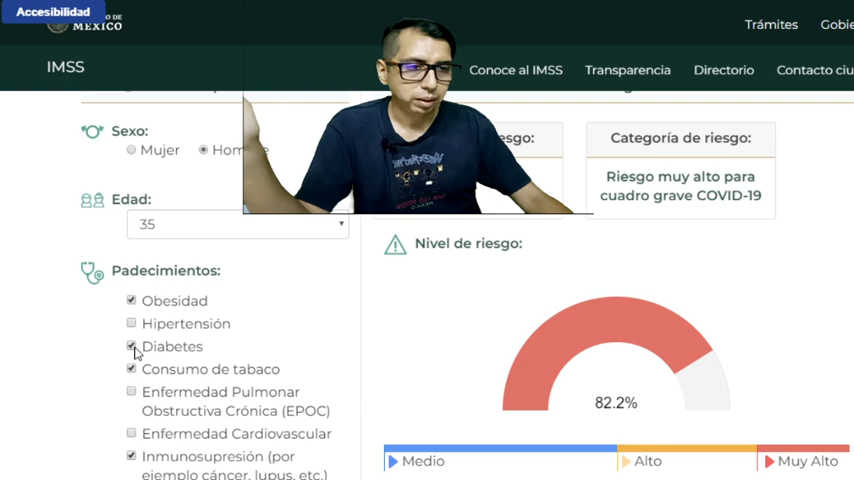 Accesibilidad
MÉXICO
Trámites
IMSS
Conoce al IMSS
Transparencia
Directorio
Contacto
Sexo:
Mujer
Categoría de riesgo:
Riesgo muy alto para
cuadro grave COVID-19
Edad:
35
Nivel de riesgo:
Padecimientos:
Obesidad
Hipertensión
Diabetes
Consumo de tabaco
Enfermedad Pulmonar
Obstructiva Crónica (EPOC)
Enfermedad Cardiovascular
Inmunosupresión (por
ejemplo cáncer, lupus, etc.)
82.2%
Medio
Alto
Muy Alto